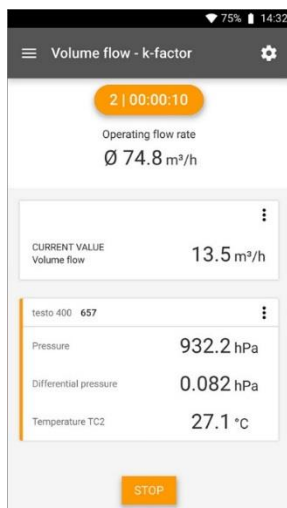 75% 14:32
Volume flow - k-factor
2 | 00:00:10
Operating flow rate
Ø 74.8 m³/h
CURRENT VALUE
Volume flow 13.5 m³/h
testo 400 657
Pressure 932.2 hPa
Differential pressure 0.082 hPa
Temperature TC2 27.1 °C
STOP